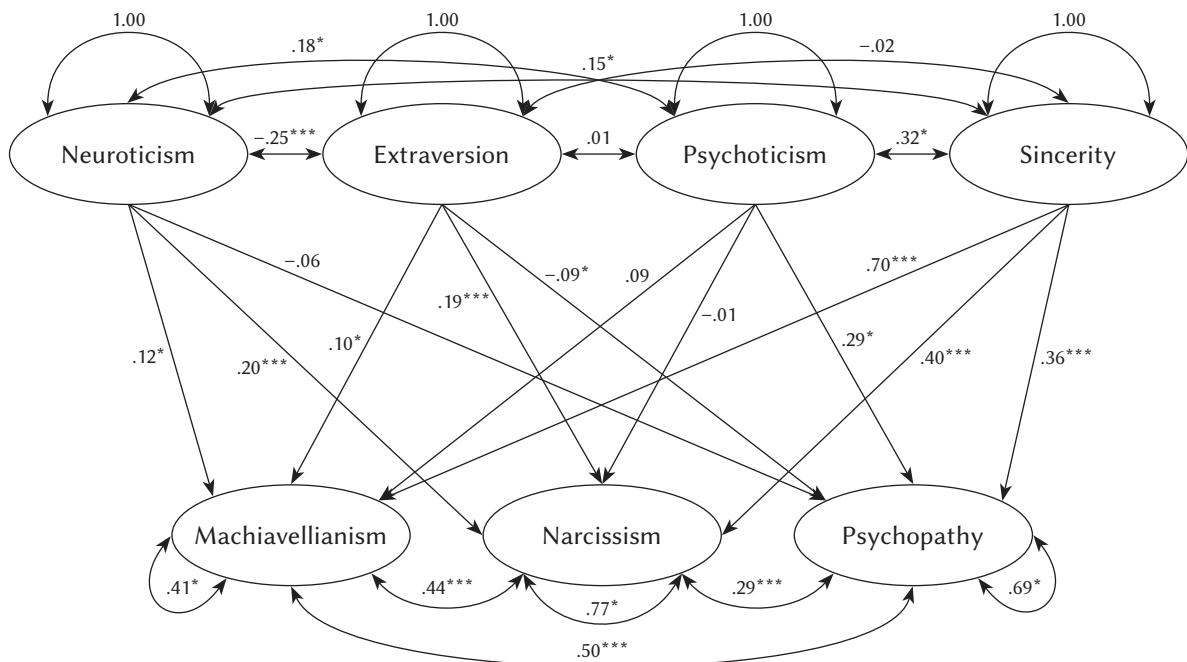 1.00 1.00 1.00 1.00
.18* −.02
.15*
Neuroticism −.25*** Extraversion .01 Psychoticism .32* Sincerity
−.06 −.09* .09 .70***
.19*** −.01
.12* .20*** .10* .29* .40*** .36***
Machiavellianism Narcissism Psychopathy
.41* .44*** .77* .29*** .69*
.50***